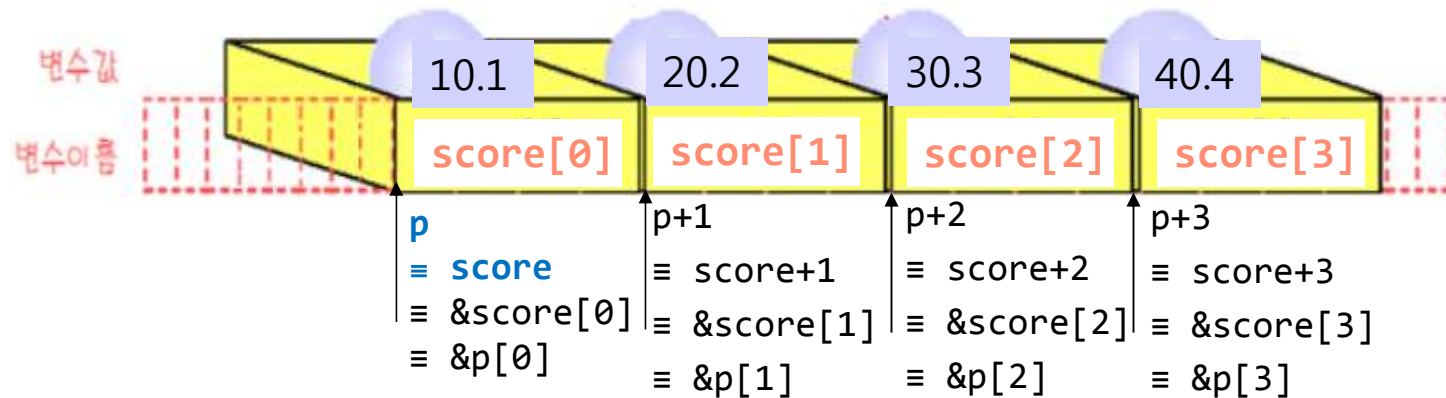 변수값
10.1 20.2 30.3 40.4
변수이름
score[0] score[1] score[2] score[3]
p
≡ score
≡ &score[0]
≡ &p[0]
p+1
≡ score+1
≡ &score[1]
≡ &p[1]
p+2
≡ score+2
≡ &score[2]
≡ &p[2]
p+3
≡ score+3
≡ &score[3]
≡ &p[3]